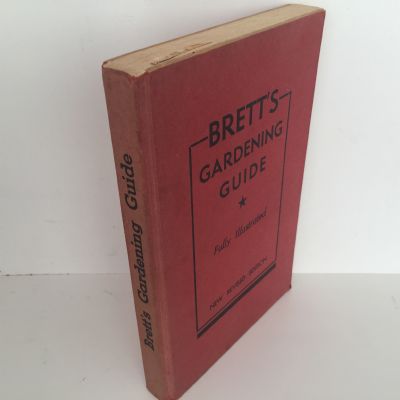 Brett's Gardening Guide
BRETT'S
GARDENING
GUIDE
Fully Illustrated
NEW REVISED EDITION